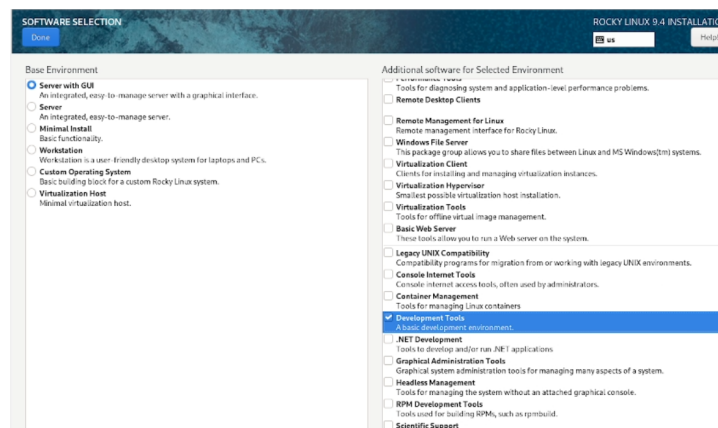 SOFTWARE SELECTION
Done
ROCKY LINUX 9.4 INSTALLATIO
us
Help
Base Environment
Server with GUI
An integrated, easy-to-manage server with a graphical interface.
Server
An integrated, easy-to-manage server.
Minimal Install
Basic functionality.
Workstation
Workstation is a user-friendly desktop system for laptops and PCs.
Custom Operating System
Basic building block for a custom Rocky Linux system.
Virtualization Host
Minimal virtualization host.
Additional software for Selected Environment
Performance Tools
Tools for diagnosing system and application-level performance problems.
Remote Desktop Clients
Remote Management for Linux
Remote management interface for Rocky Linux.
Windows File Server
This package group allows you to share files between Linux and MS Windows(tm) systems.
Virtualization Client
Clients for installing and managing virtualization instances.
Virtualization Hypervisor
Smallest possible virtualization host installation.
Virtualization Tools
Tools for offline virtual image management.
Basic Web Server
These tools allow you to run a Web server on the system.
Legacy UNIX Compatibility
Compatibility programs for migration from or working with legacy UNIX environments.
Console Internet Tools
Console internet access tools, often used by administrators.
Container Management
Tools for managing Linux containers
Development Tools
A basic development environment.
.NET Development
Tools to develop and/or run .NET applications
Graphical Administration Tools
Graphical system administration tools for managing many aspects of a system.
Headless Management
Tools for managing the system without an attached graphical console.
RPM Development Tools
Tools used for building RPMs, such as rpmbuild.
Scientific Support